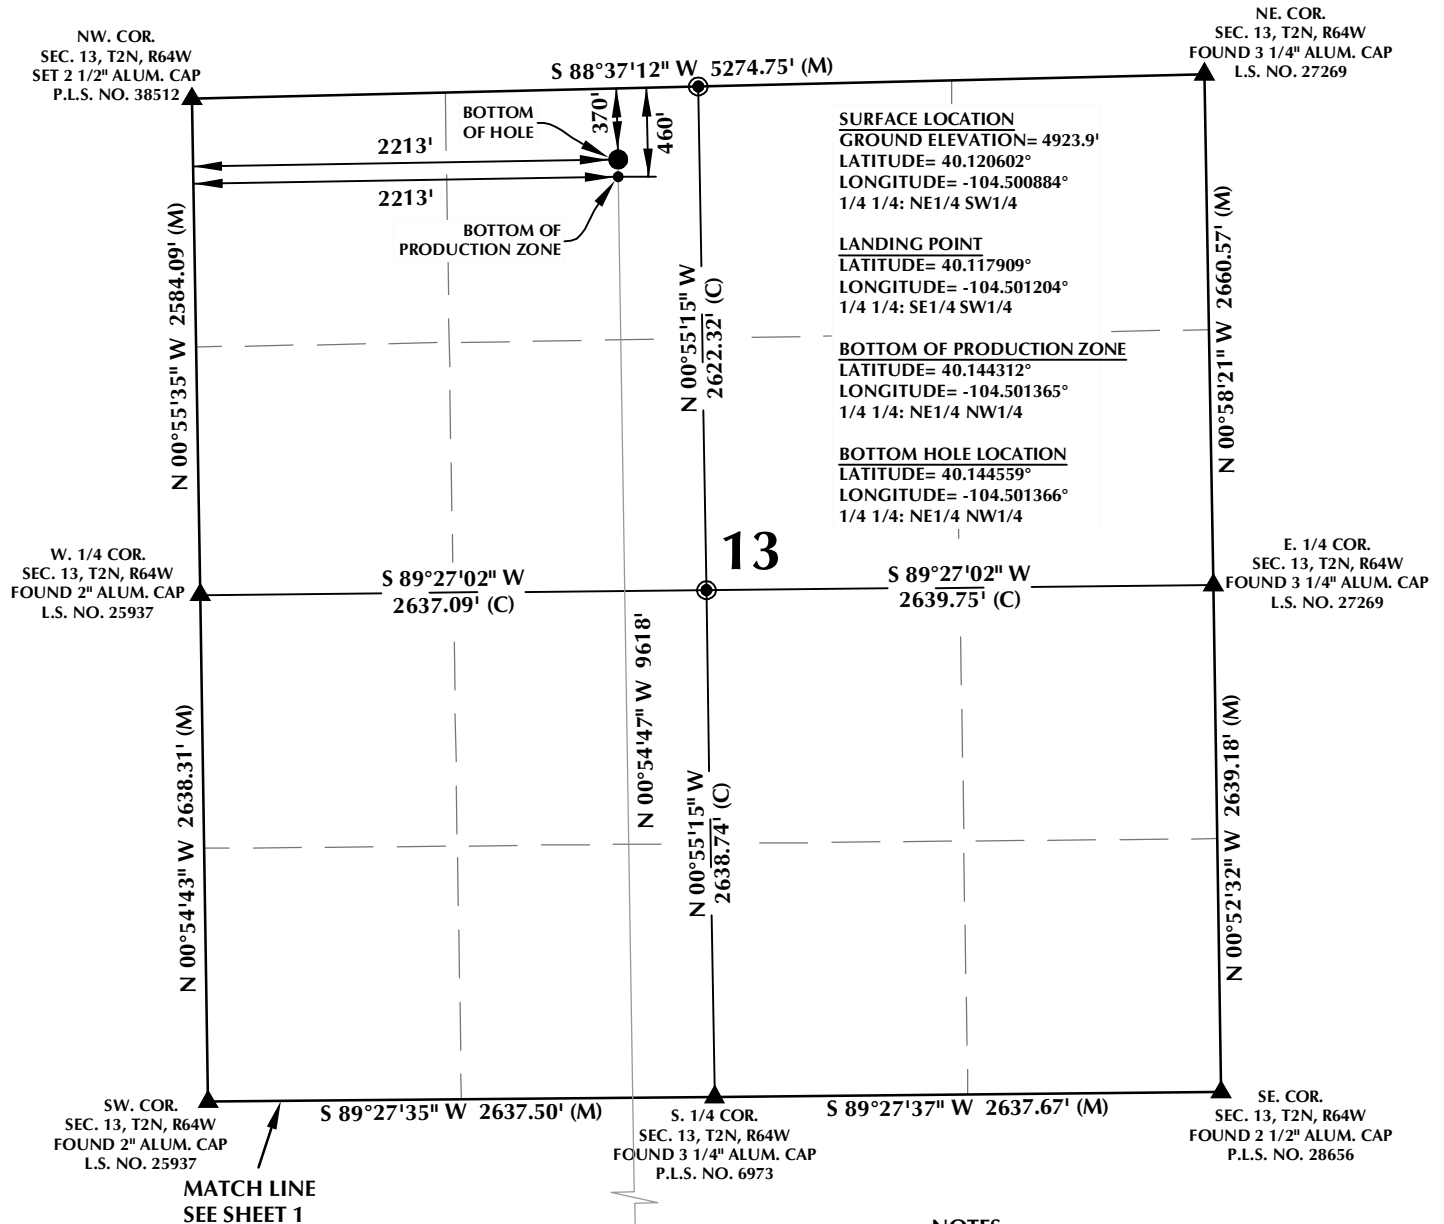 NW. COR.
SEC. 13, T2N, R64W
SET 2 1/2" ALUM. CAP
P.L.S. NO. 38512
S 88°37'12" W 5274.75' (M)
NE. COR.
SEC. 13, T2N, R64W
FOUND 3 1/4" ALUM. CAP
L.S. NO. 27269
BOTTOM
OF HOLE
370'
460'
2213'
2213'
BOTTOM OF
PRODUCTION ZONE
SURFACE LOCATION
GROUND ELEVATION= 4923.9'
LATITUDE= 40.120602°
LONGITUDE= -104.500884°
1/4 1/4: NE1/4 SW1/4
LANDING POINT
LATITUDE= 40.117909°
LONGITUDE= -104.501204°
1/4 1/4: SE1/4 SW1/4
BOTTOM OF PRODUCTION ZONE
LATITUDE= 40.144312°
LONGITUDE= -104.501365°
1/4 1/4: NE1/4 NW1/4
BOTTOM HOLE LOCATION
LATITUDE= 40.144559°
LONGITUDE= -104.501366°
1/4 1/4: NE1/4 NW1/4
N 00°55'35" W 2584.09' (M)
N 00°55'15" W
2622.32' (C)
N 00°58'21" W 2660.57' (M)
13
W. 1/4 COR.
SEC. 13, T2N, R64W
FOUND 2" ALUM. CAP
L.S. NO. 25937
S 89°27'02" W
2637.09' (C)
S 89°27'02" W
2639.75' (C)
E. 1/4 COR.
SEC. 13, T2N, R64W
FOUND 3 1/4" ALUM. CAP
L.S. NO. 27269
N 00°54'43" W 2638.31' (M)
N 00°54'47" W 9618'
N 00°55'15" W
2638.74' (C)
N 00°52'32" W 2639.18' (M)
SW. COR.
SEC. 13, T2N, R64W
FOUND 2" ALUM. CAP
L.S. NO. 25937
S 89°27'35" W 2637.50' (M)
S. 1/4 COR.
SEC. 13, T2N, R64W
FOUND 3 1/4" ALUM. CAP
P.L.S. NO. 6973
S 89°27'37" W 2637.67' (M)
SE. COR.
SEC. 13, T2N, R64W
FOUND 2 1/2" ALUM. CAP
P.L.S. NO. 28656
MATCH LINE
SEE SHEET 1
NOTES